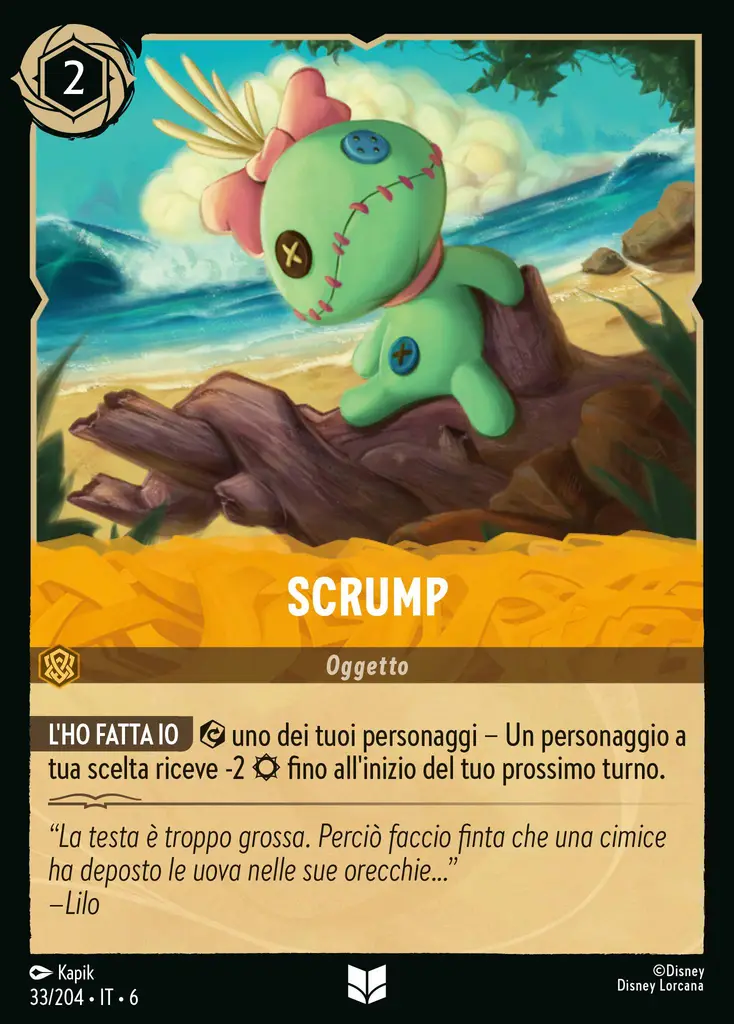 2
SCRUMP
Oggetto
L'HO FATTA IO uno dei tuoi personaggi – Un personaggio a
tua scelta riceve -2 fino all'inizio del tuo prossimo turno.
“La testa è troppo grossa. Perciò faccio finta che una cimice
ha deposto le uova nelle sue orecchie...”
–Lilo
Kapik
33/204 • IT • 6
©Disney
Disney Lorcana